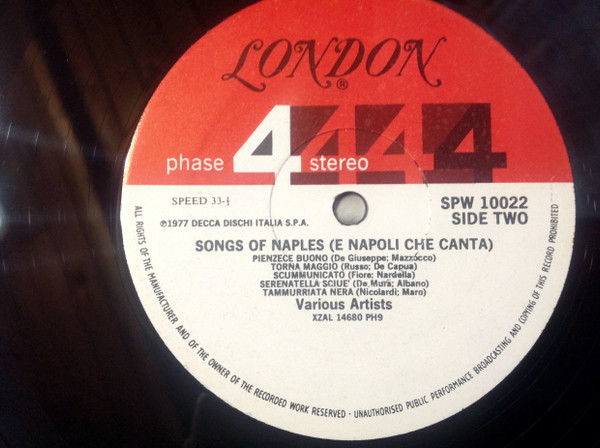 LONDON
®
phase 4 stereo 444
SPEED 33-⅓
SPW 10022
℗1977 DECCA DISCHI ITALIA S.P.A.
SIDE TWO
SONGS OF NAPLES (E NAPOLI CHE CANTA)
PIENZECE BUONO (De Giuseppe; Mazzocco)
TORNA MAGGIO (Russo; De Capua)
SCUMMUNICATO (Fiore; Nardella)
SERENATELLA SCIUE' (De Mura; Albano)
TAMMURRIATA NERA (Nicolardi; Maro)
Various Artists
XZAL 14680 PH9
ALL RIGHTS OF THE MANUFACTURER AND OF THE OWNER OF THE RECORDED WORK RESERVED · UNAUTHORISED PUBLIC PERFORMANCE BROADCASTING AND COPYING OF THIS RECORD PROHIBITED